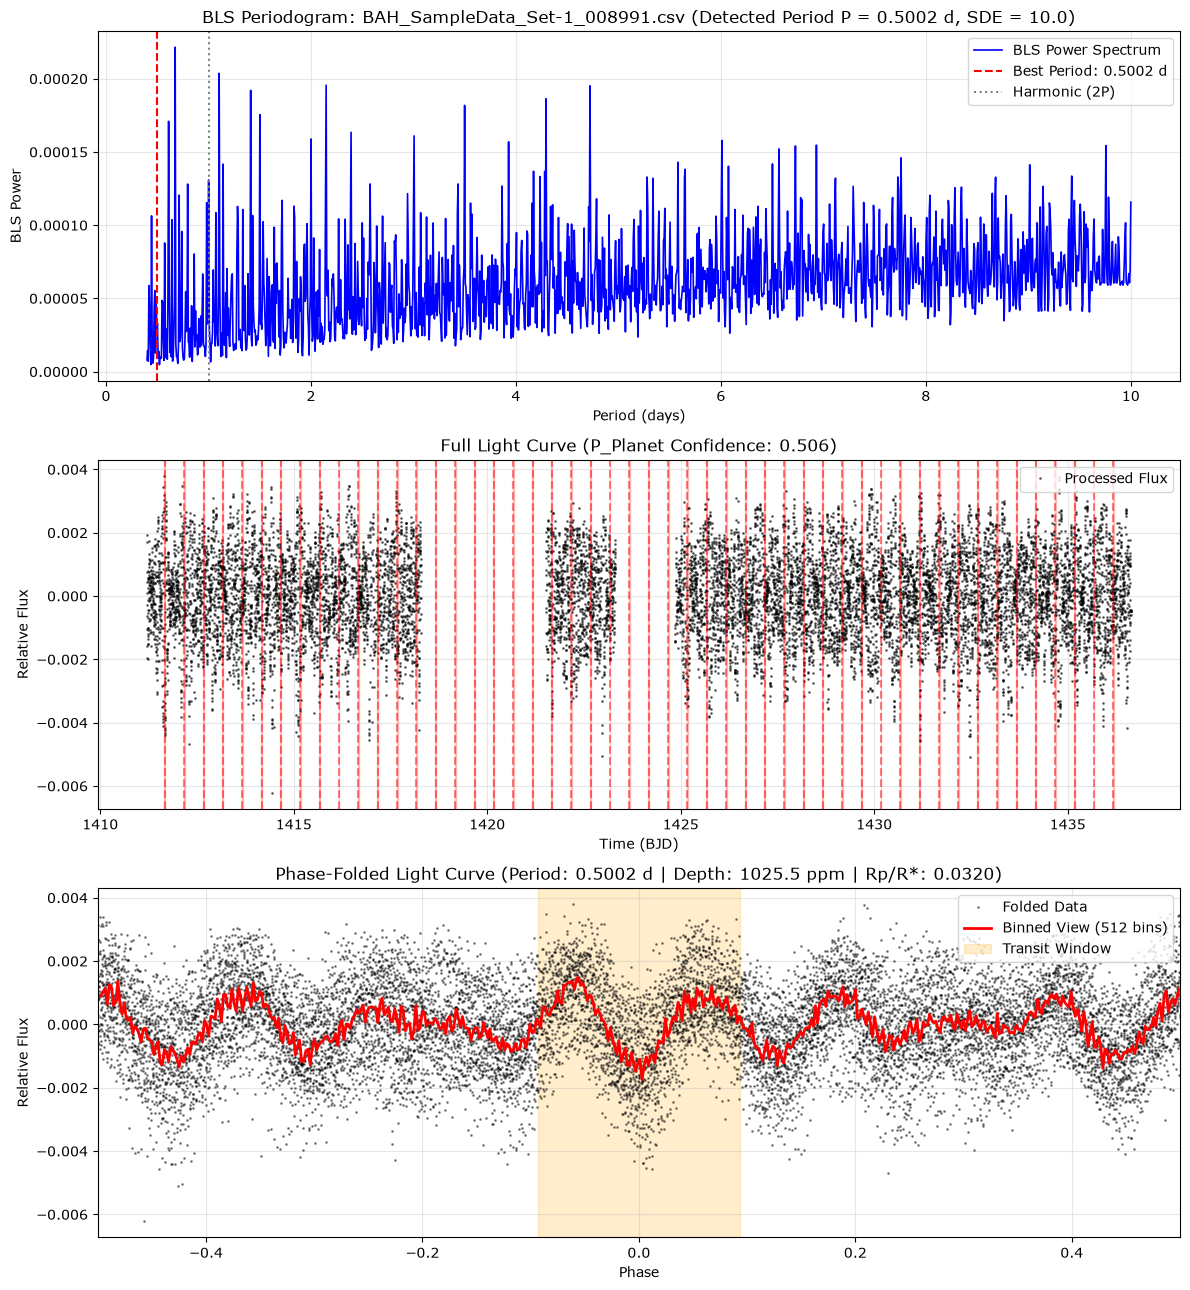 BLS Periodogram: BAH_SampleData_Set-1_008991.csv (Detected Period P = 0.5002 d, SDE = 10.0)
BLS Power Spectrum
Best Period: 0.5002 d
Harmonic (2P)
BLS Power
0.00020
0.00015
0.00010
0.00005
0.00000
0 2 4 6 8 10
Period (days)
Full Light Curve (P_Planet Confidence: 0.506)
Processed Flux
Relative Flux
0.004
0.002
0.000
−0.002
−0.004
−0.006
1410 1415 1420 1425 1430 1435
Time (BJD)
Phase-Folded Light Curve (Period: 0.5002 d | Depth: 1025.5 ppm | Rp/R*: 0.0320)
Folded Data
Binned View (512 bins)
Transit Window
Relative Flux
0.004
0.002
0.000
−0.002
−0.004
−0.006
−0.4 −0.2 0.0 0.2 0.4
Phase